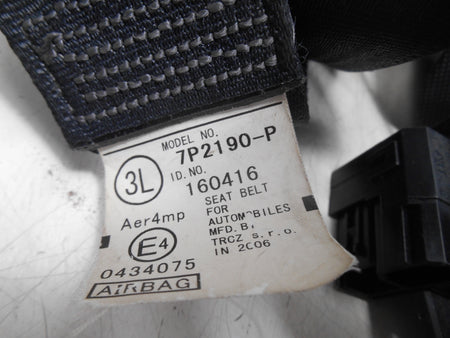 MODEL NO.
7P2190-P
3L
ID. NO.
160416
SEAT BELT
FOR
AUTOMOBILES
MFD. B
TRCZ s.r.o.
IN 2006
Aer4mp
E4
0434075
AIRBAG